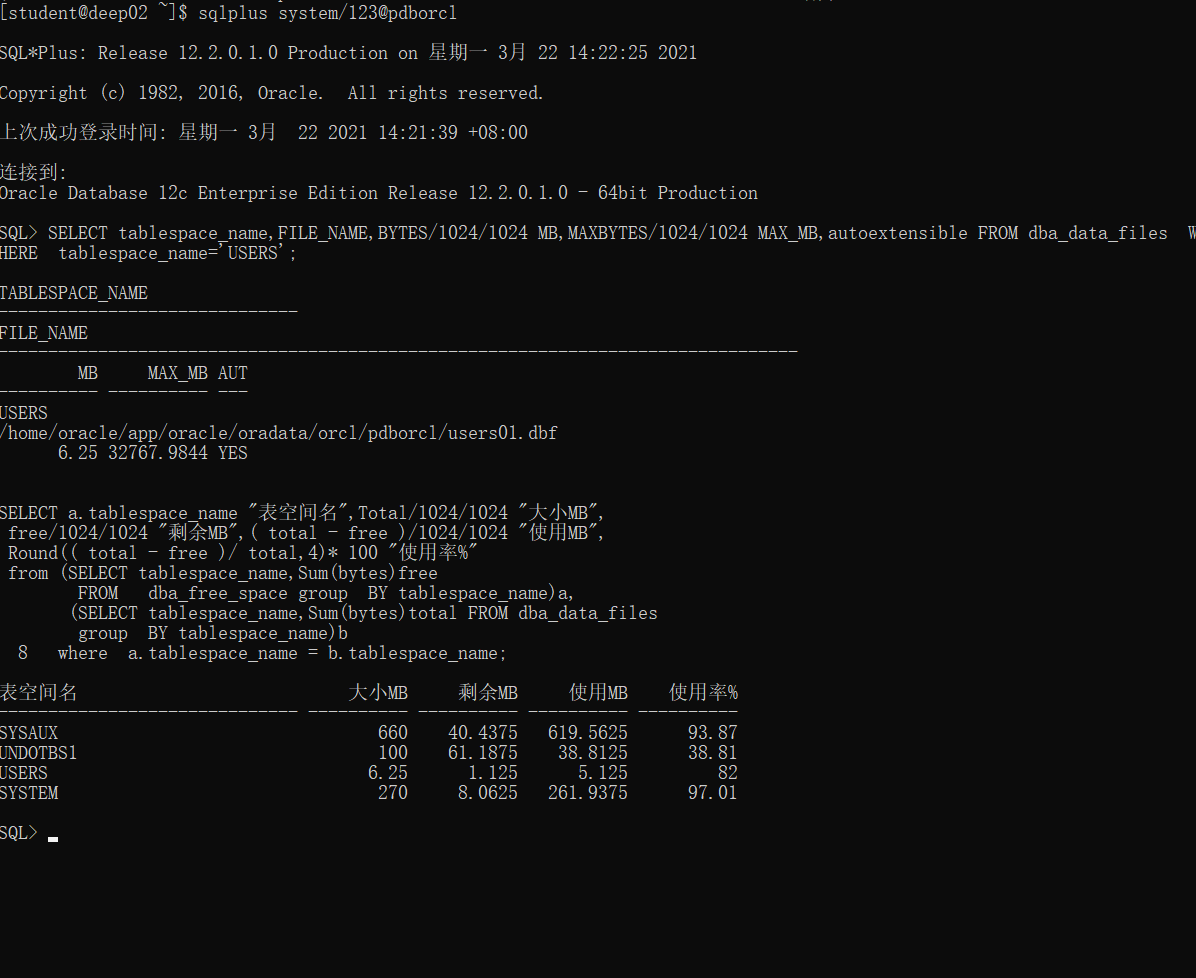 [student@deep02 ~]$ sqlplus system/123@pdborcl
SQL*Plus: Release 12.2.0.1.0 Production on 星期一 3月 22 14:22:25 2021
Copyright (c) 1982, 2016, Oracle.  All rights reserved.
上次成功登录时间: 星期一 3月  22 2021 14:21:39 +08:00
连接到:
Oracle Database 12c Enterprise Edition Release 12.2.0.1.0 - 64bit Production
SQL> SELECT tablespace_name,FILE_NAME,BYTES/1024/1024 MB,MAXBYTES/1024/1024 MAX_MB,autoextensible FROM dba_data_files  W
HERE  tablespace_name='USERS';
TABLESPACE_NAME
------------------------------
FILE_NAME
--------------------------------------------------------------------------------
        MB     MAX_MB AUT
---------- ---------- ---
USERS
/home/oracle/app/oracle/oradata/orcl/pdborcl/users01.dbf
      6.25 32767.9844 YES
SELECT a.tablespace_name "表空间名",Total/1024/1024 "大小MB",
 free/1024/1024 "剩余MB",( total - free )/1024/1024 "使用MB",
 Round(( total - free )/ total,4)* 100 "使用率%"
 from (SELECT tablespace_name,Sum(bytes)free
        FROM   dba_free_space group  BY tablespace_name)a,
       (SELECT tablespace_name,Sum(bytes)total FROM dba_data_files
        group  BY tablespace_name)b
  8   where  a.tablespace_name = b.tablespace_name;
表空间名                           大小MB     剩余MB     使用MB    使用率%
------------------------------ ---------- ---------- ---------- ----------
SYSAUX                                660    40.4375   619.5625      93.87
UNDOTBS1                              100    61.1875    38.8125      38.81
USERS                                6.25      1.125      5.125         82
SYSTEM                                270     8.0625   261.9375      97.01
SQL>